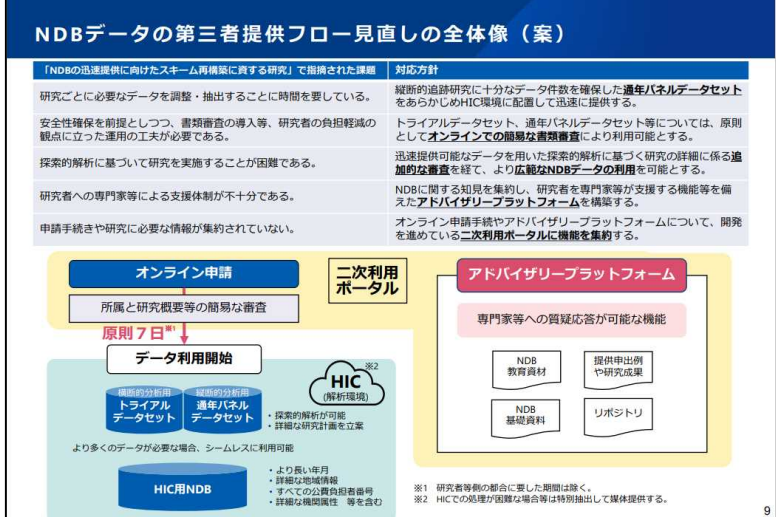 NDBデータの第三者提供フロー見直しの全体像（案）
「NDBの迅速提供に向けたスキーム再構築に資する研究」で指摘された課題
対応方針
研究ごとに必要なデータを調整・抽出することに時間を要している。
縦断的追跡研究に十分なデータ件数を確保した通年パネルデータセット
をあらかじめHIC環境に配置して迅速に提供する。
安全性確保を前提としつつ、書類審査の導入等、研究者の負担軽減の
観点に立った運用の工夫が必要である。
トライアルデータセット、通年パネルデータセット等については、原則
としてオンラインでの簡易な書類審査により利用可能とする。
探索的解析に基づいて研究を実施することが困難である。
迅速提供可能なデータを用いた探索的解析に基づく研究の詳細に係る追
加的な審査を経て、より広範なNDBデータの利用を可能とする。
研究者への専門家等による支援体制が不十分である。
NDBに関する知見を集約し、研究者を専門家等が支援する機能等を備
えたアドバイザリープラットフォームを構築する。
申請手続きや研究に必要な情報が集約されていない。
オンライン申請手続やアドバイザリープラットフォームについて、開発
を進めている二次利用ポータルに機能を集約する。
オンライン申請
所属と研究概要等の簡易な審査
原則７日※1
データ利用開始
二次利用
ポータル
横断的分析用
トライアル
データセット
縦断的分析用
通年パネル
データセット
※2
HIC
(解析環境)
・探索的解析が可能
・詳細な研究計画を立案
より多くのデータが必要な場合、シームレスに利用可能
HIC用NDB
・より長い年月
・詳細な地域情報
・すべての公費負担者番号
・詳細な機関属性　等を含む
アドバイザリープラットフォーム
専門家等への質疑応答が可能な機能
NDB
教育資材
提供申出例
や研究成果
NDB
基礎資料
リポジトリ
※1　研究者等側の都合に要した期間は除く。
※2　HICでの処理が困難な場合等は特別抽出して媒体提供する。
9